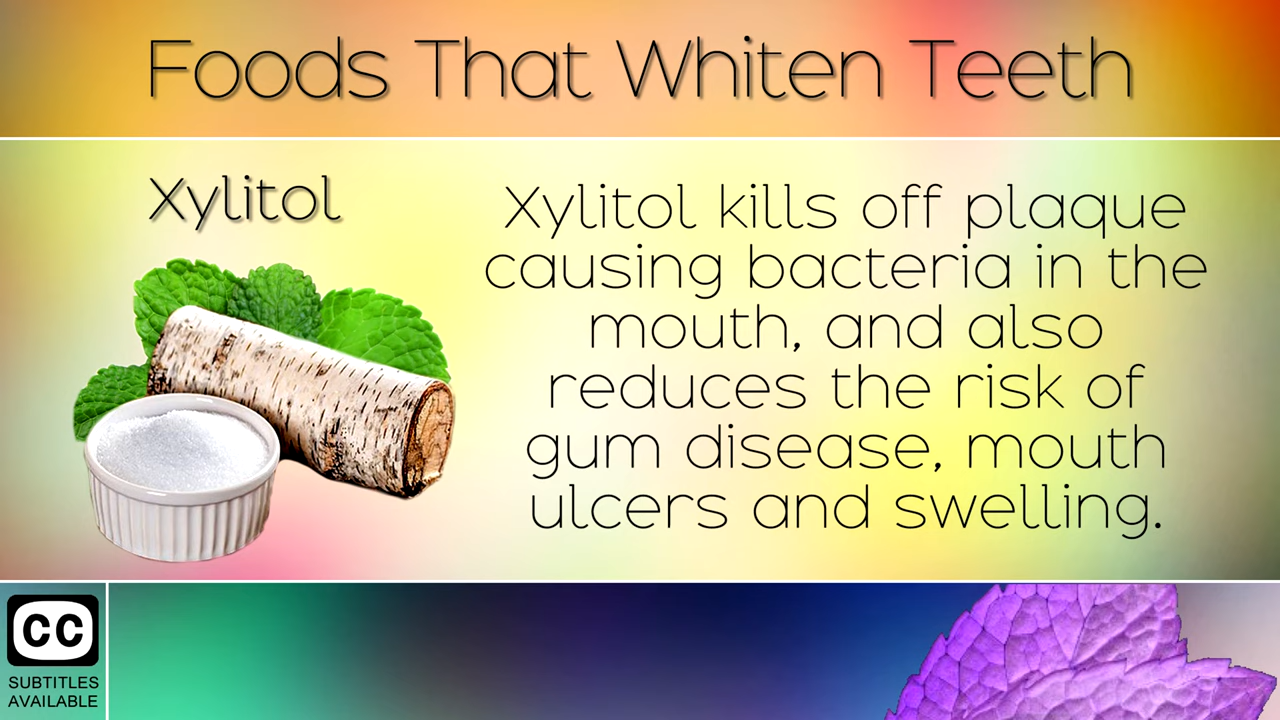 Foods That Whiten Teeth
Xylitol
Xylitol kills off plaque
causing bacteria in the
mouth, and also
reduces the risk of
gum disease, mouth
ulcers and swelling.
CC
SUBTITLES
AVAILABLE